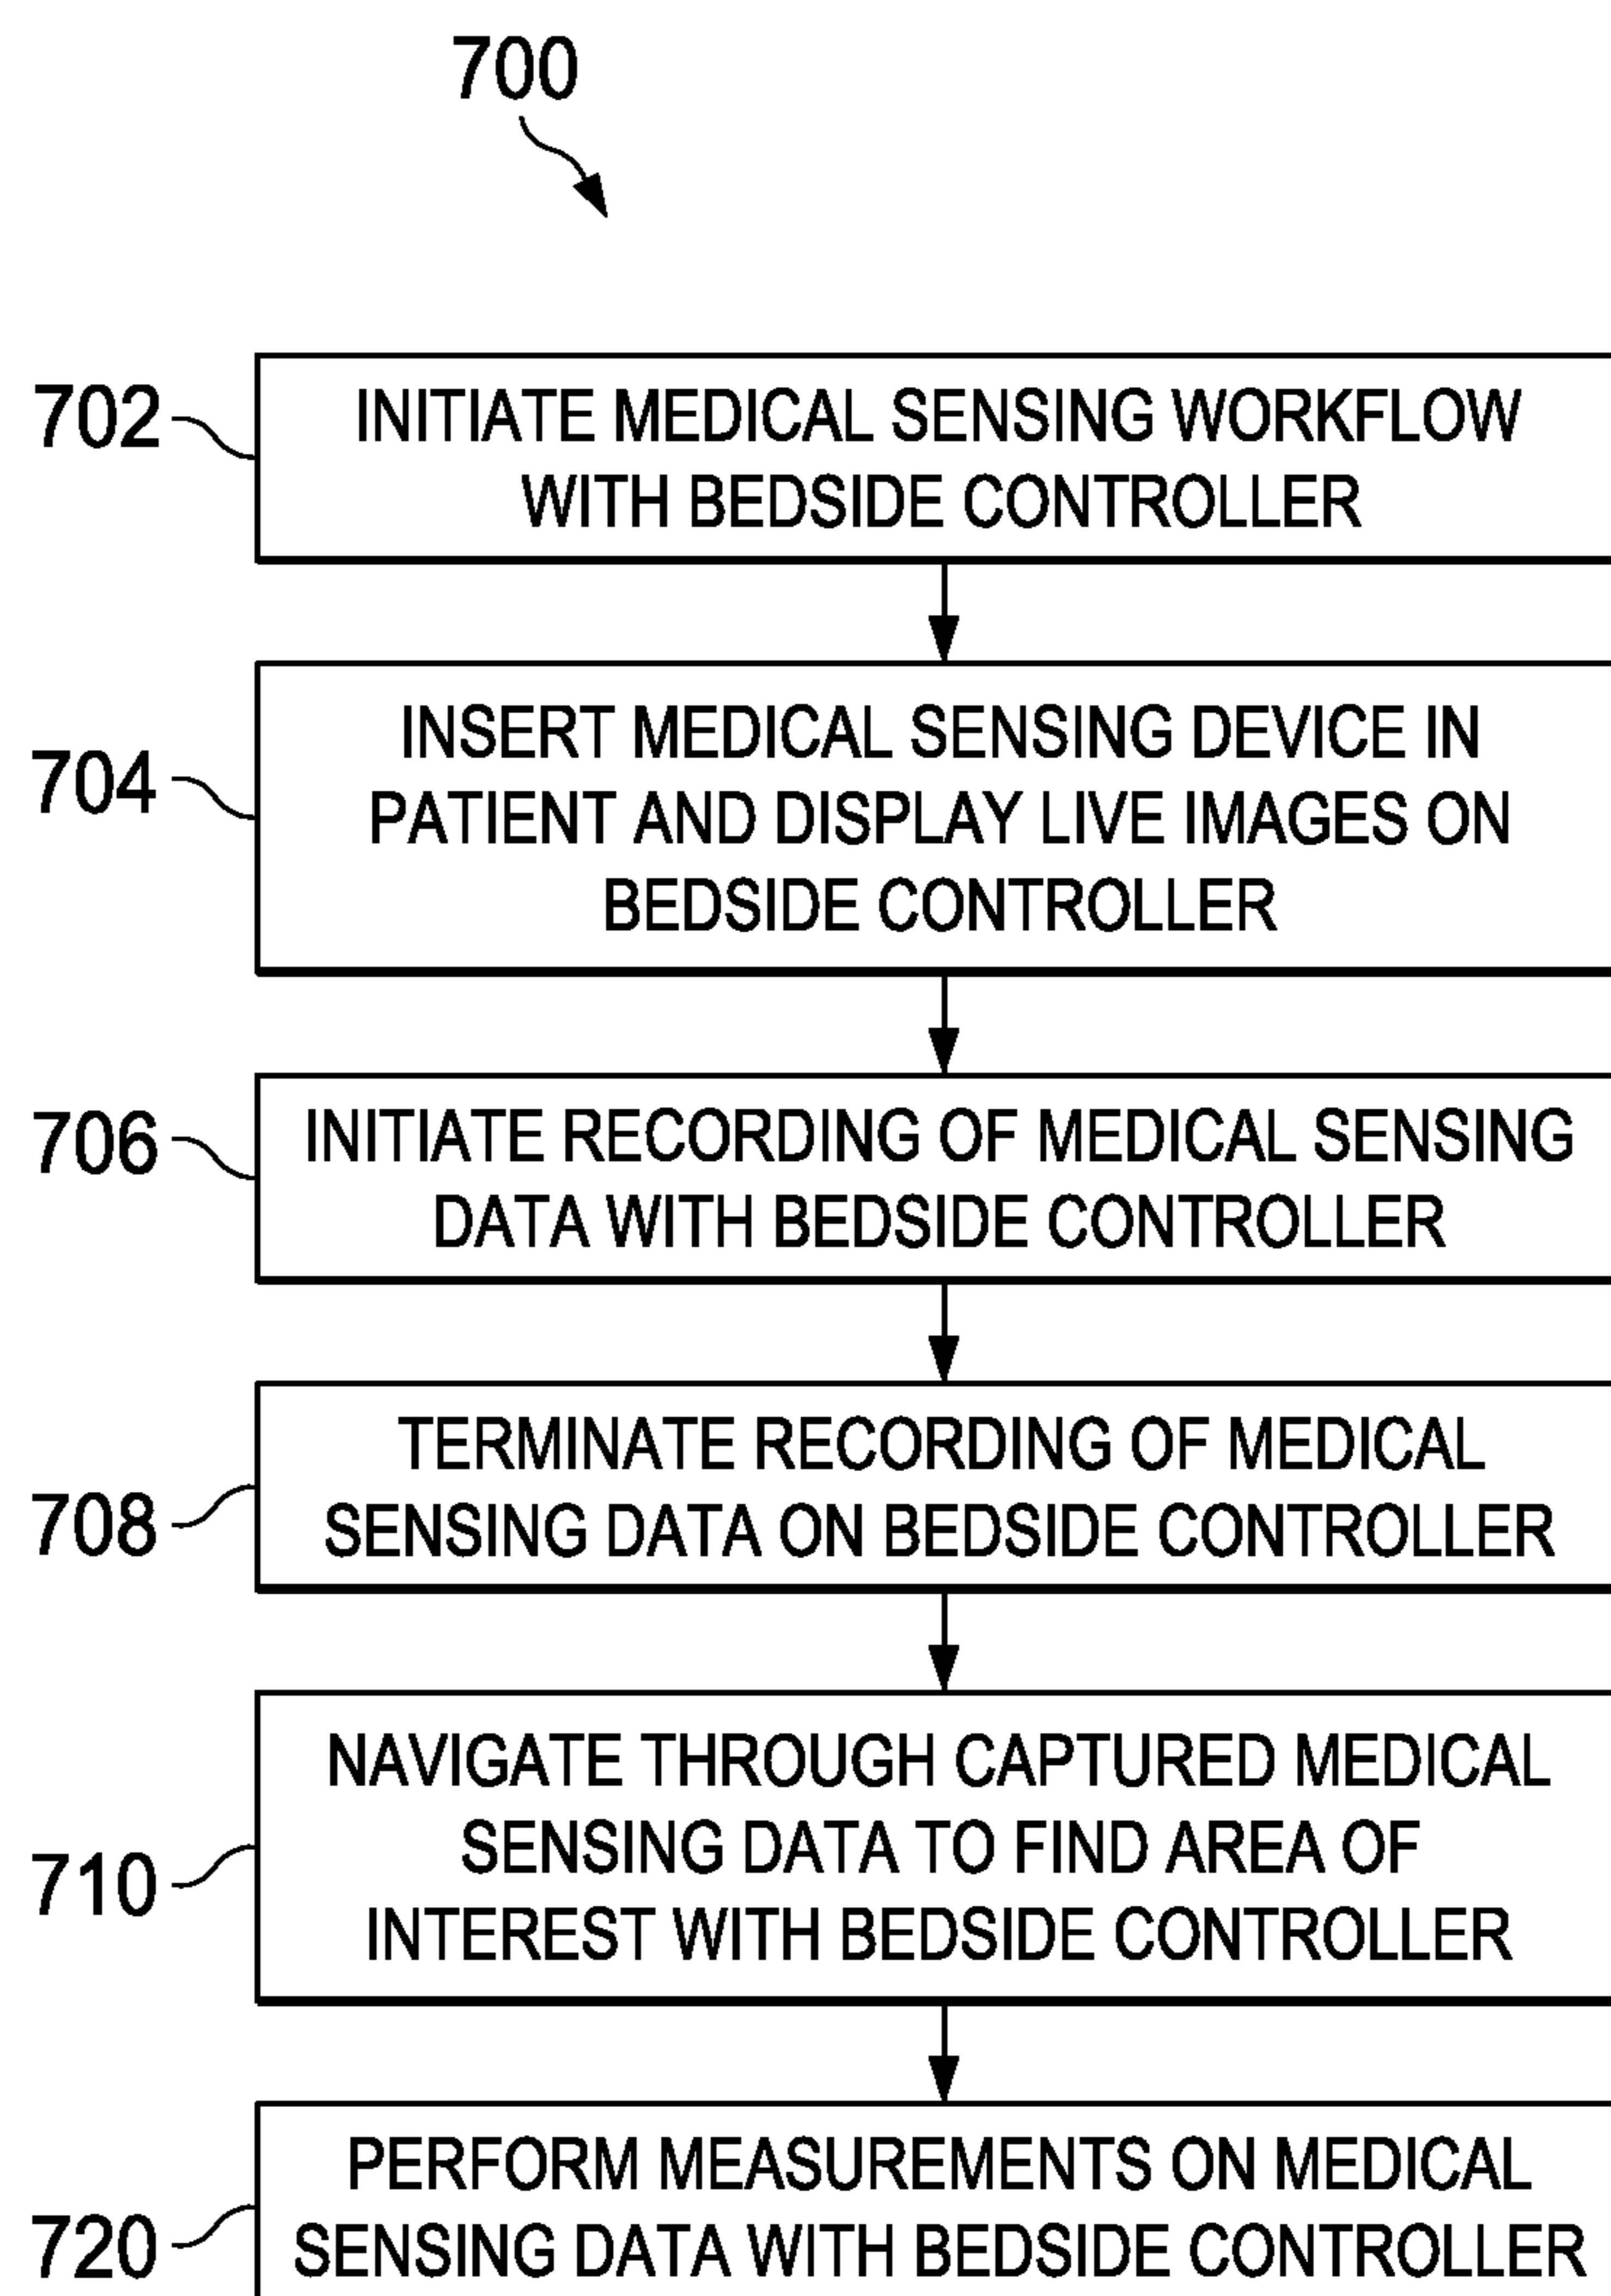 700
702
INITIATE MEDICAL SENSING WORKFLOW
WITH BEDSIDE CONTROLLER
704
INSERT MEDICAL SENSING DEVICE IN
PATIENT AND DISPLAY LIVE IMAGES ON
BEDSIDE CONTROLLER
706
INITIATE RECORDING OF MEDICAL SENSING
DATA WITH BEDSIDE CONTROLLER
708
TERMINATE RECORDING OF MEDICAL
SENSING DATA ON BEDSIDE CONTROLLER
710
NAVIGATE THROUGH CAPTURED MEDICAL
SENSING DATA TO FIND AREA OF
INTEREST WITH BEDSIDE CONTROLLER
720
PERFORM MEASUREMENTS ON MEDICAL
SENSING DATA WITH BEDSIDE CONTROLLER